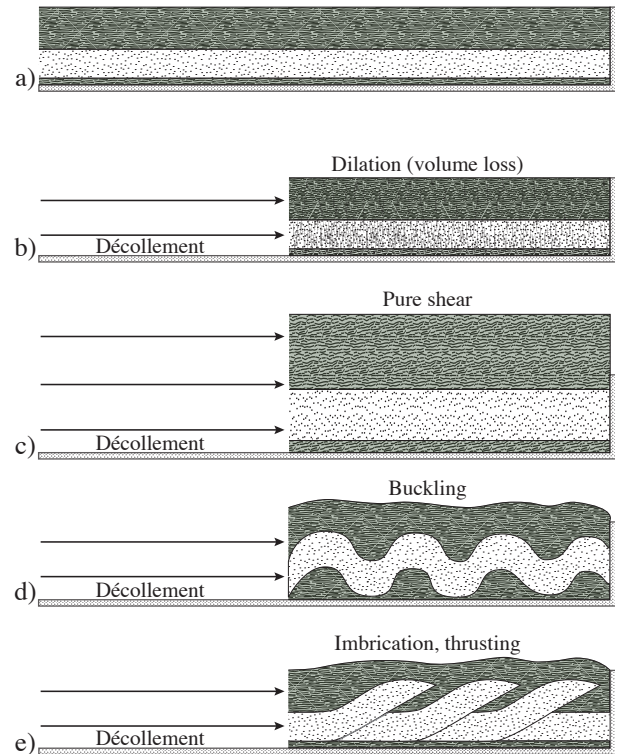 a)
Dilation (volume loss)
b)
Décollement
Pure shear
c)
Décollement
Buckling
d)
Décollement
Imbrication, thrusting
e)
Décollement